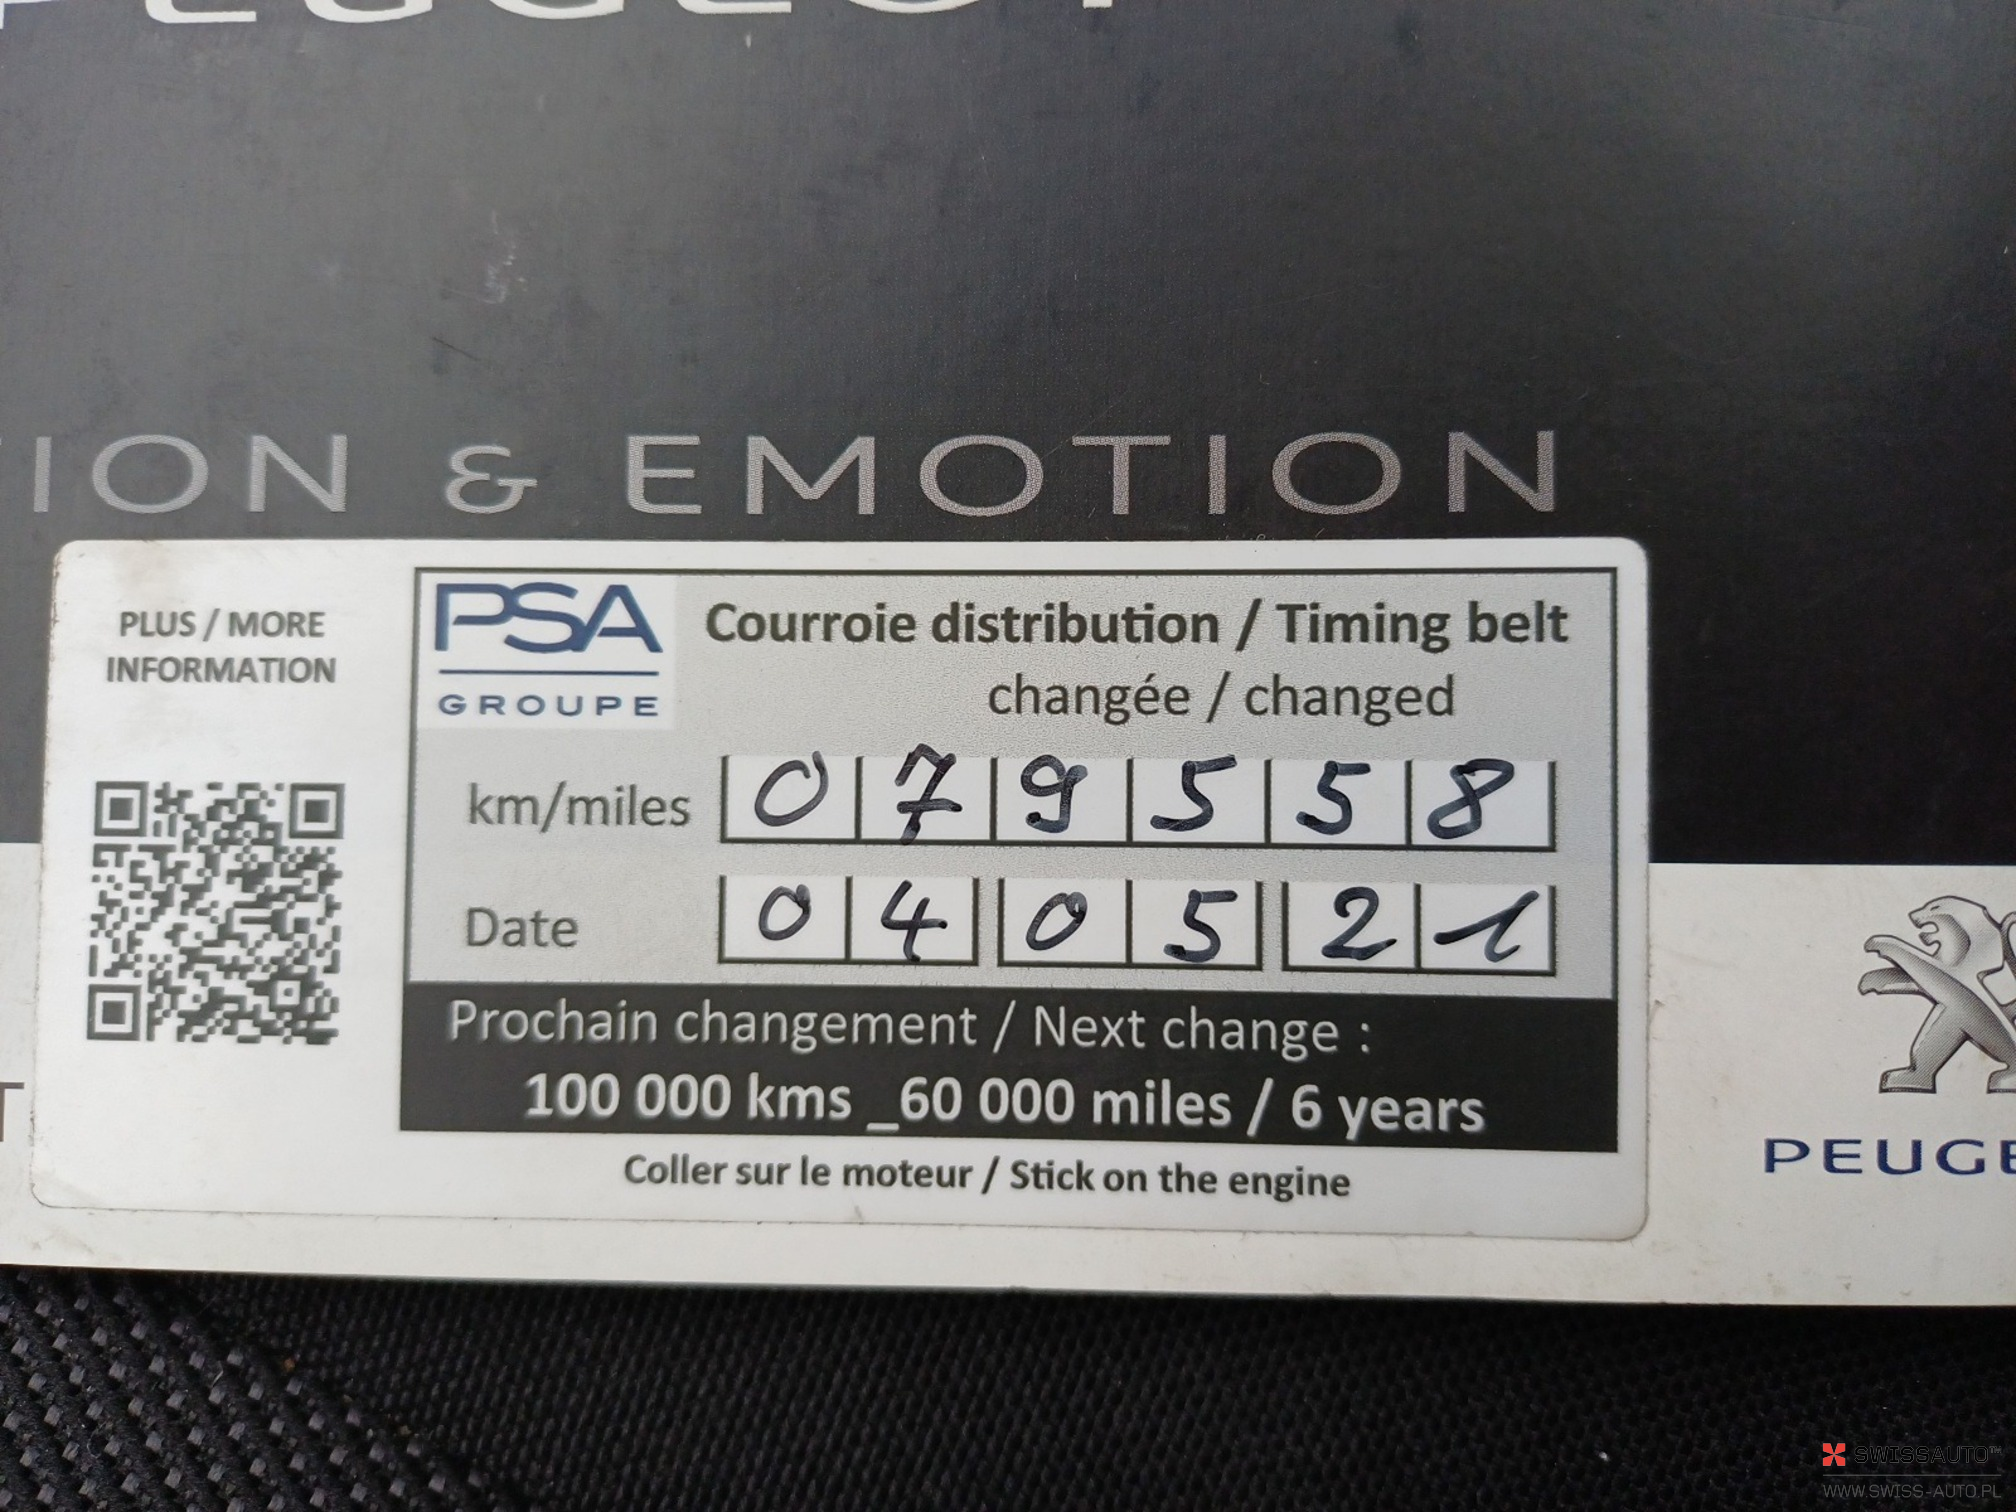 PEUGEOT
ION & EMOTION
PLUS / MORE
INFORMATION
PSA
GROUPE
Courroie distribution / Timing belt
changée / changed
km/miles 0 7 9 5 5 8
Date 0 4 0 5 2 1
Prochain changement / Next change :
100 000 kms _60 000 miles / 6 years
Coller sur le moteur / Stick on the engine
T
PEUGE
SWISSAUTO™
WWW.SWISS-AUTO.PL